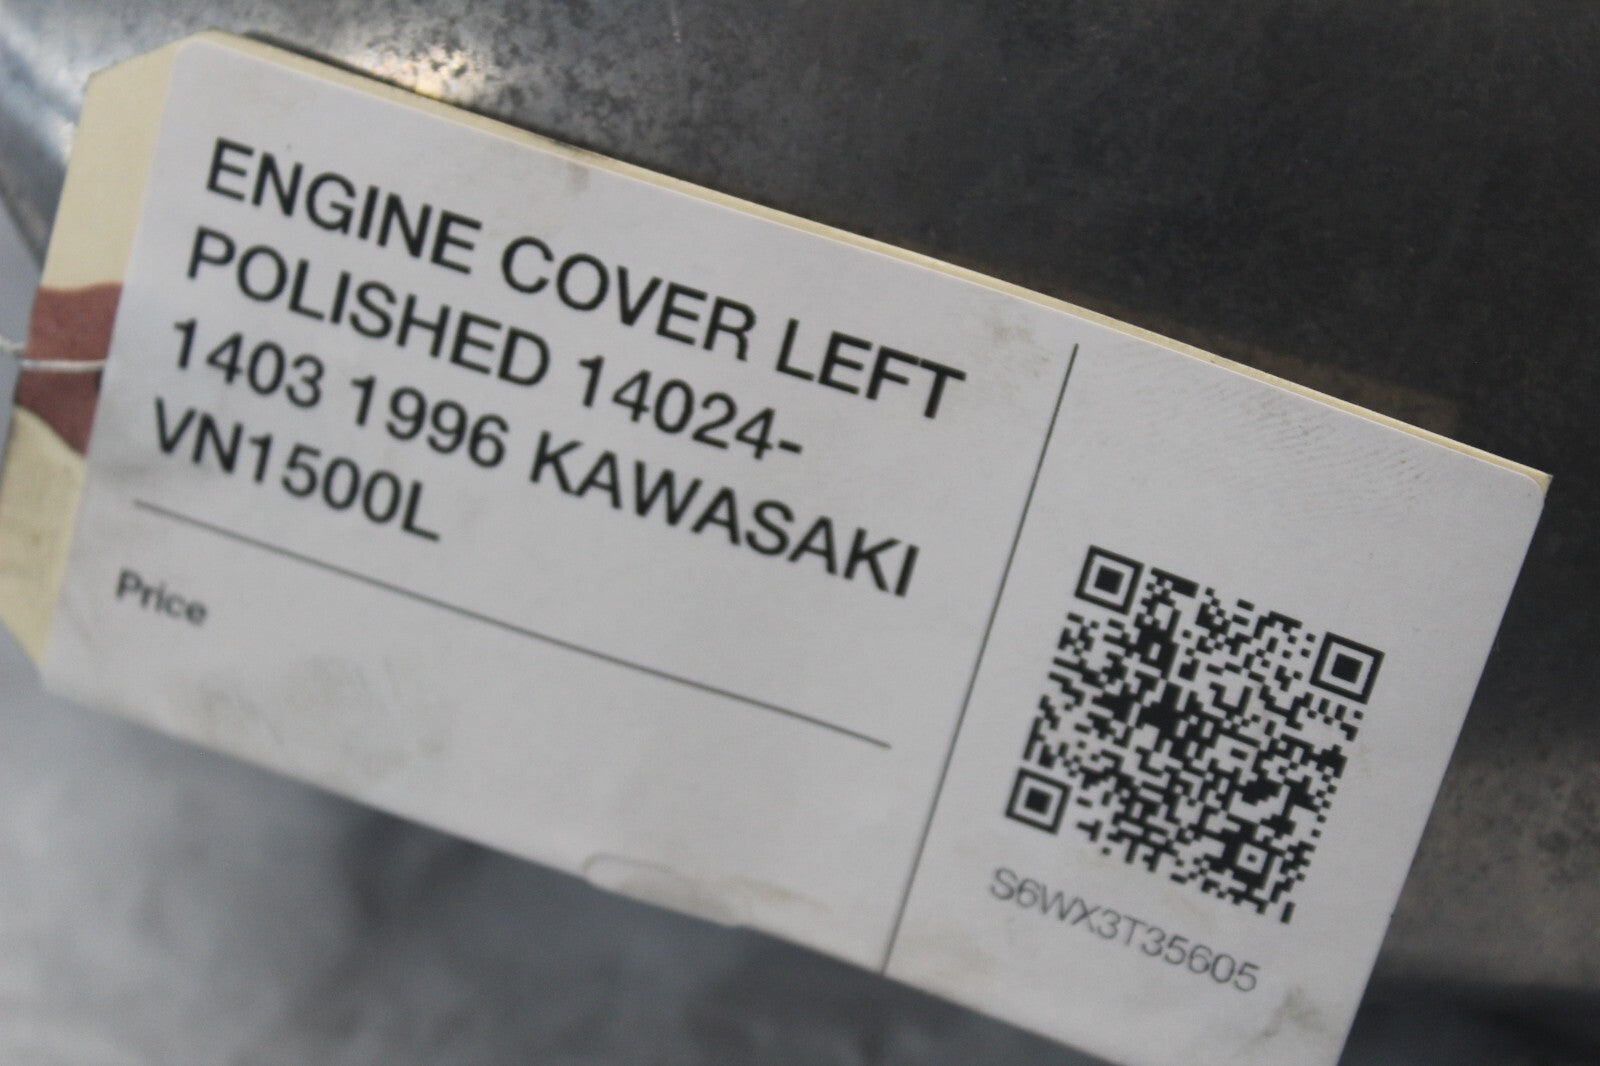 ENGINE COVER LEFT
POLISHED 14024-
1403 1996 KAWASAKI
VN1500L
Price
S6WX3T35605